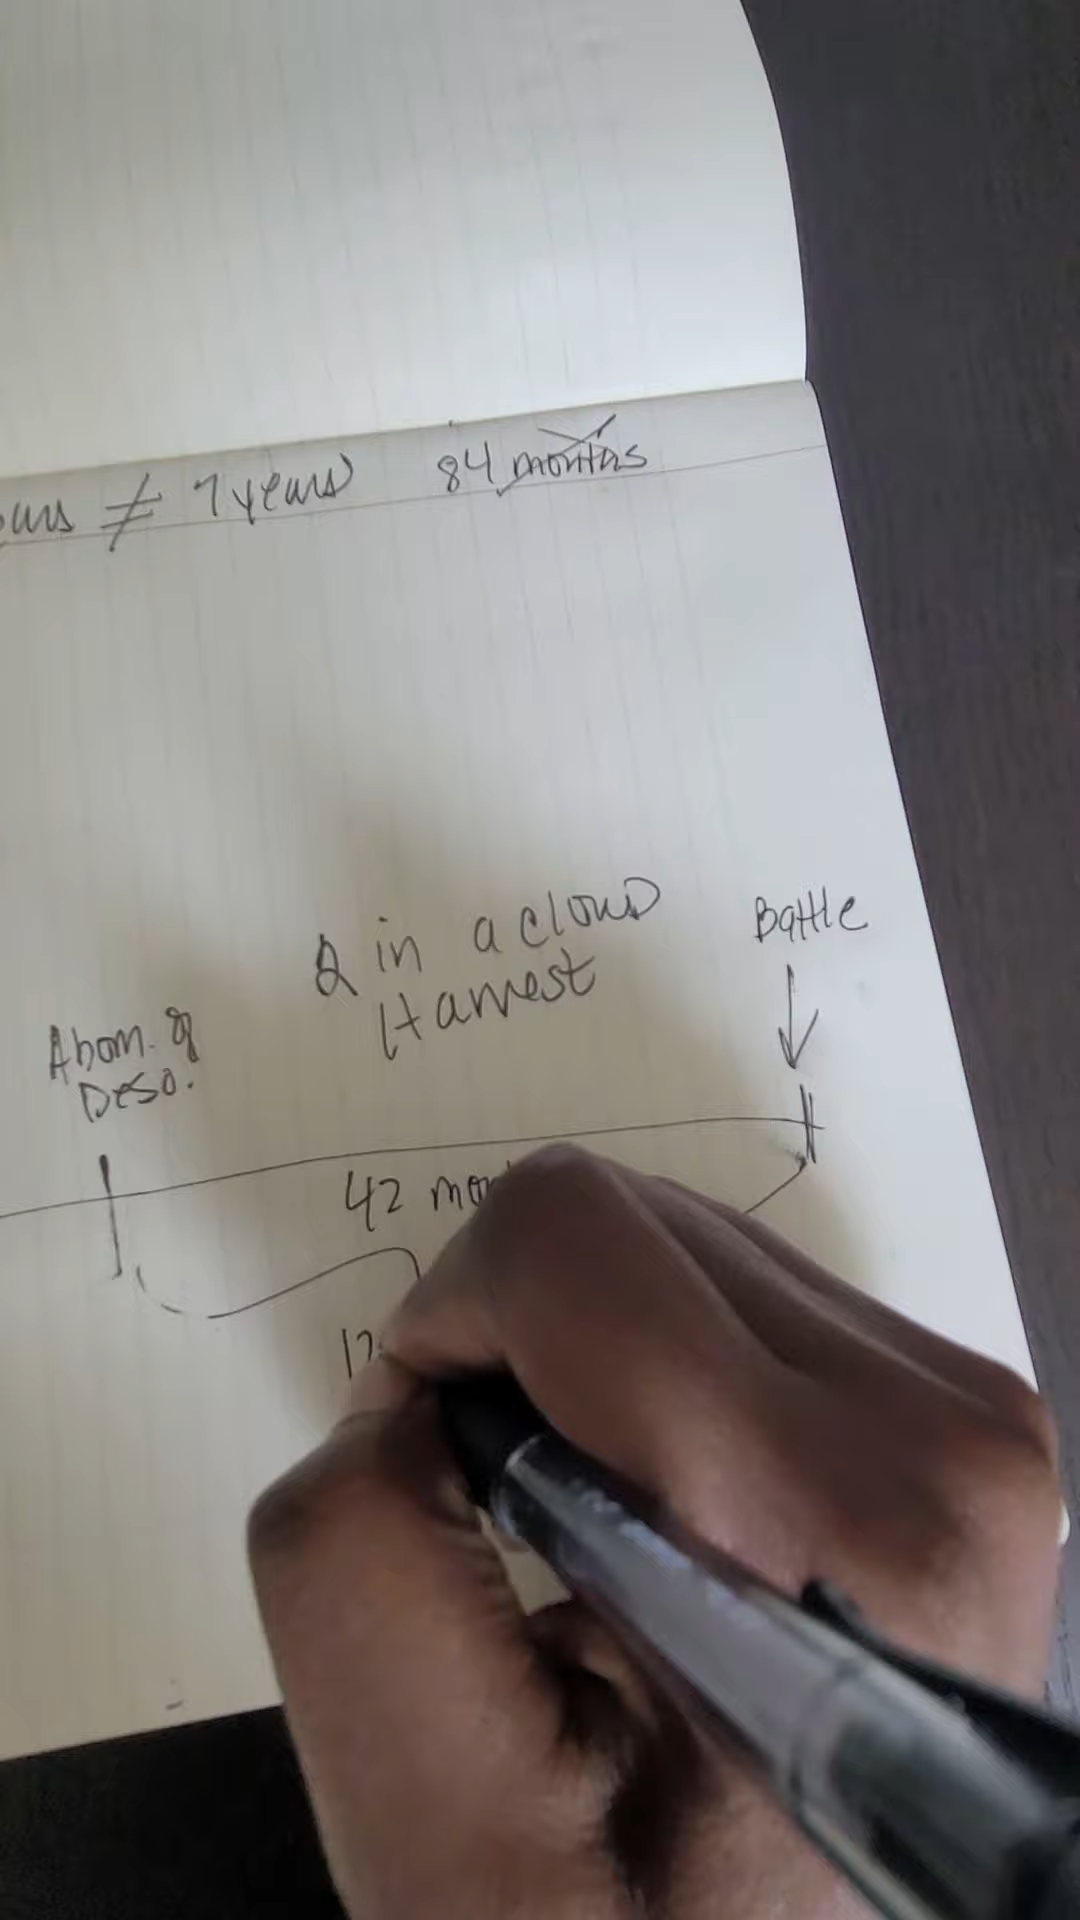 ≠ 7 years 84 months
in a cloud
Harvest
Battle
Abom. of
Deso.
42